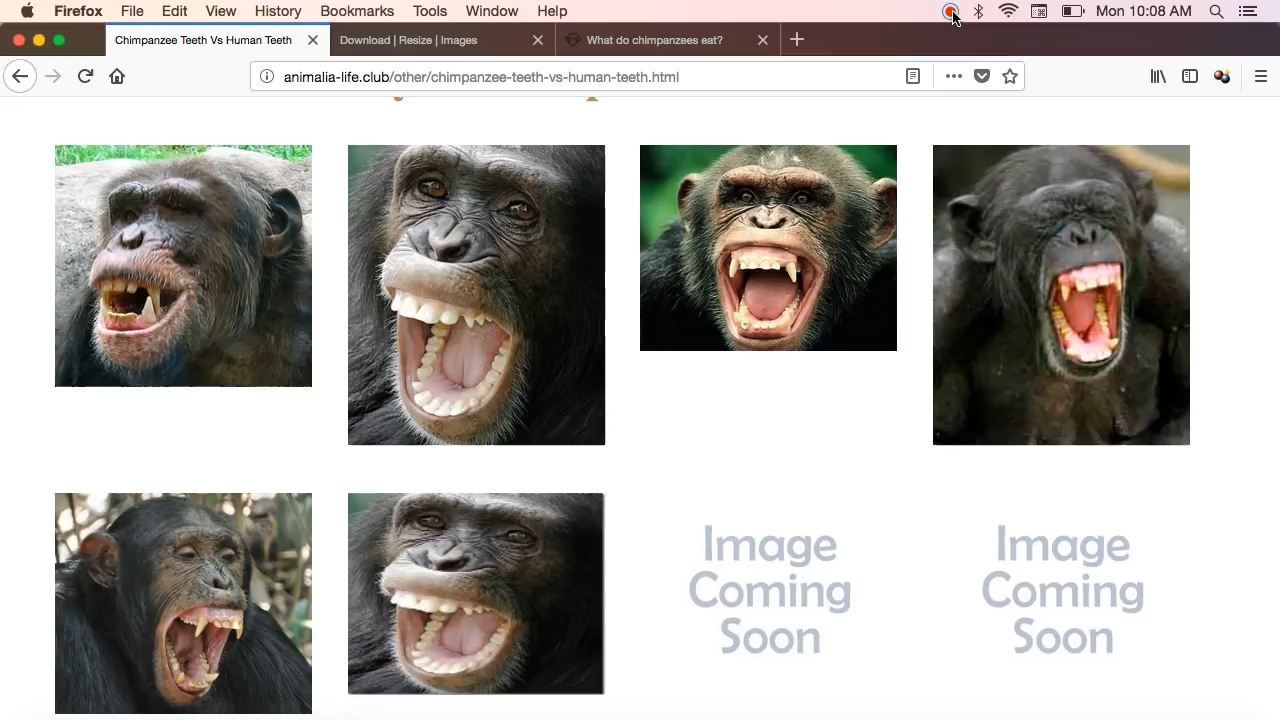 Firefox File Edit View History Bookmarks Tools Window Help Mon 10:08 AM
Chimpanzee Teeth Vs Human Teeth Download | Resize | Images What do chimpanzees eat?
animalia-life.club/other/chimpanzee-teeth-vs-human-teeth.html
Image
Coming
Soon
Image
Coming
Soon